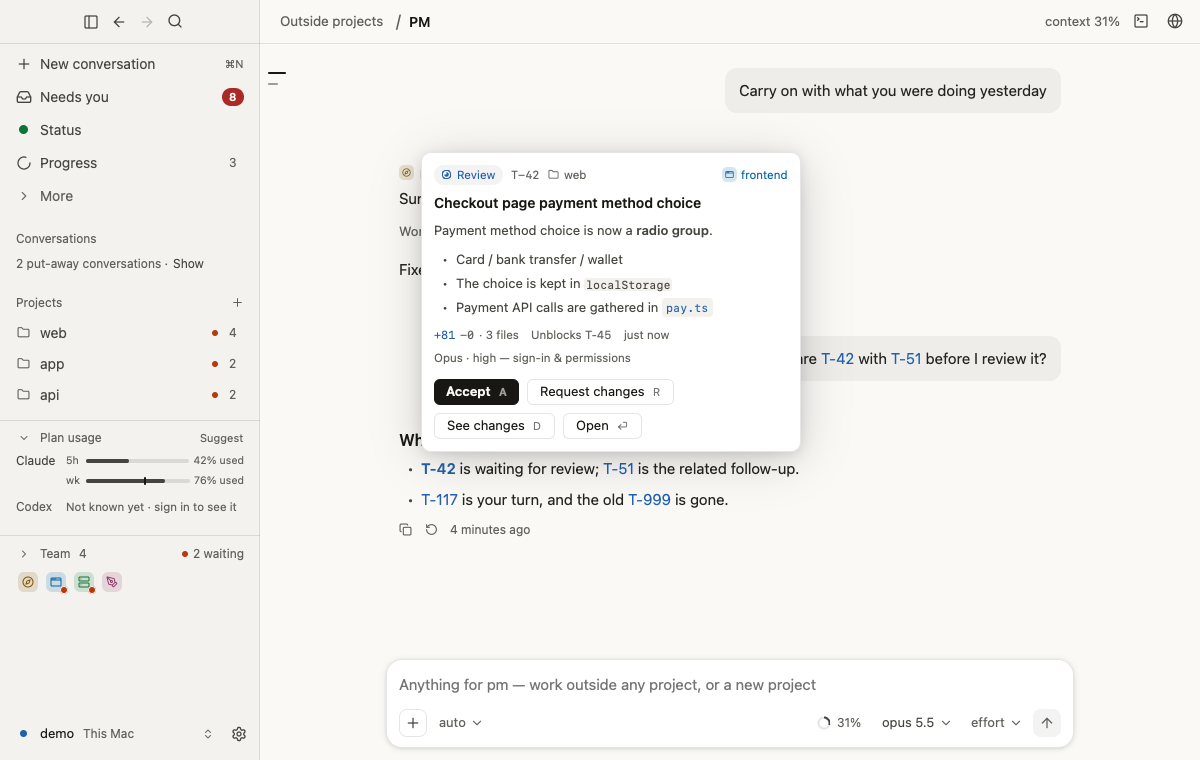 Outside projects / PM
context 31%
New conversation ⌘N
Needs you 8
Status
Progress 3
More
Conversations
2 put-away conversations · Show
Projects
web 4
app 2
api 2
Plan usage Suggest
Claude 5h 42% used
wk 76% used
Codex Not known yet · sign in to see it
Team 4 2 waiting
demo This Mac
Carry on with what you were doing yesterday
Review T-42 web frontend
Checkout page payment method choice
Payment method choice is now a radio group.
• Card / bank transfer / wallet
• The choice is kept in localStorage
• Payment API calls are gathered in pay.ts
+81 −0 · 3 files Unblocks T-45 just now
Opus · high — sign-in & permissions
Accept A Request changes R
See changes D Open ⏎
T-42 with T-51 before I review it?
• T-42 is waiting for review; T-51 is the related follow-up.
• T-117 is your turn, and the old T-999 is gone.
4 minutes ago
Anything for pm — work outside any project, or a new project
auto 31% opus 5.5 effort